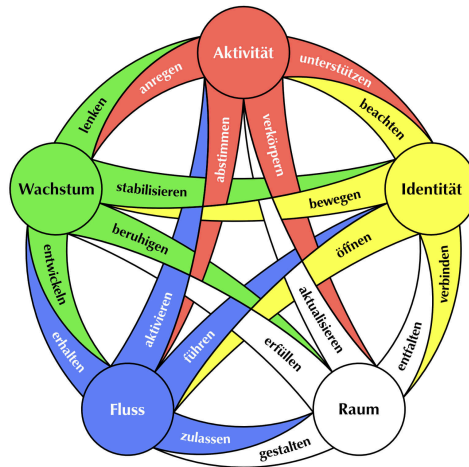 Aktivität
anregen
unterstützen
lenken
beachten
abstimmen
verkörpern
Wachstum
stabilisieren
bewegen
Identität
beruhigen
öffnen
entwickeln
verbinden
erhalten
aktivieren
führen
erfüllen
aktualisieren
entfalten
Fluss
Raum
zulassen
gestalten